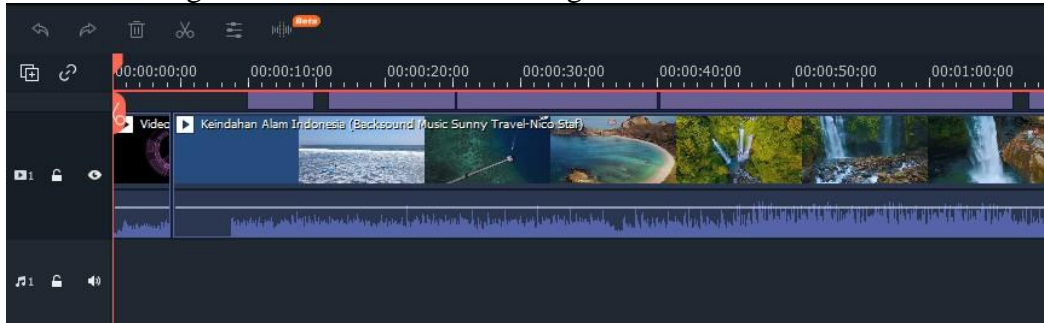 Beta
00:00:00:00 00:00:10:00 00:00:20:00 00:00:30:00 00:00:40:00 00:00:50:00 00:01:00:00
Video Keindahan Alam Indonesia (Backsound Music Sunny Travel-Nico Staf)
1
1